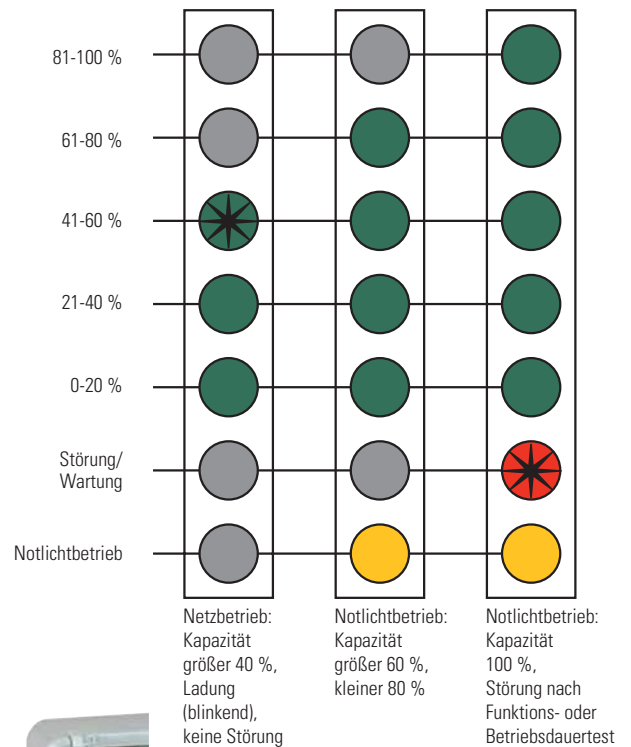 81-100 %
61-80 %
41-60 %
21-40 %
0-20 %
Störung/
Wartung
Notlichtbetrieb
Netzbetrieb:
Kapazität
größer 40 %,
Ladung
(blinkend),
keine Störung
Notlichtbetrieb:
Kapazität
größer 60 %,
kleiner 80 %
Notlichtbetrieb:
Kapazität
100 %,
Störung nach
Funktions- oder
Betriebsdauertest